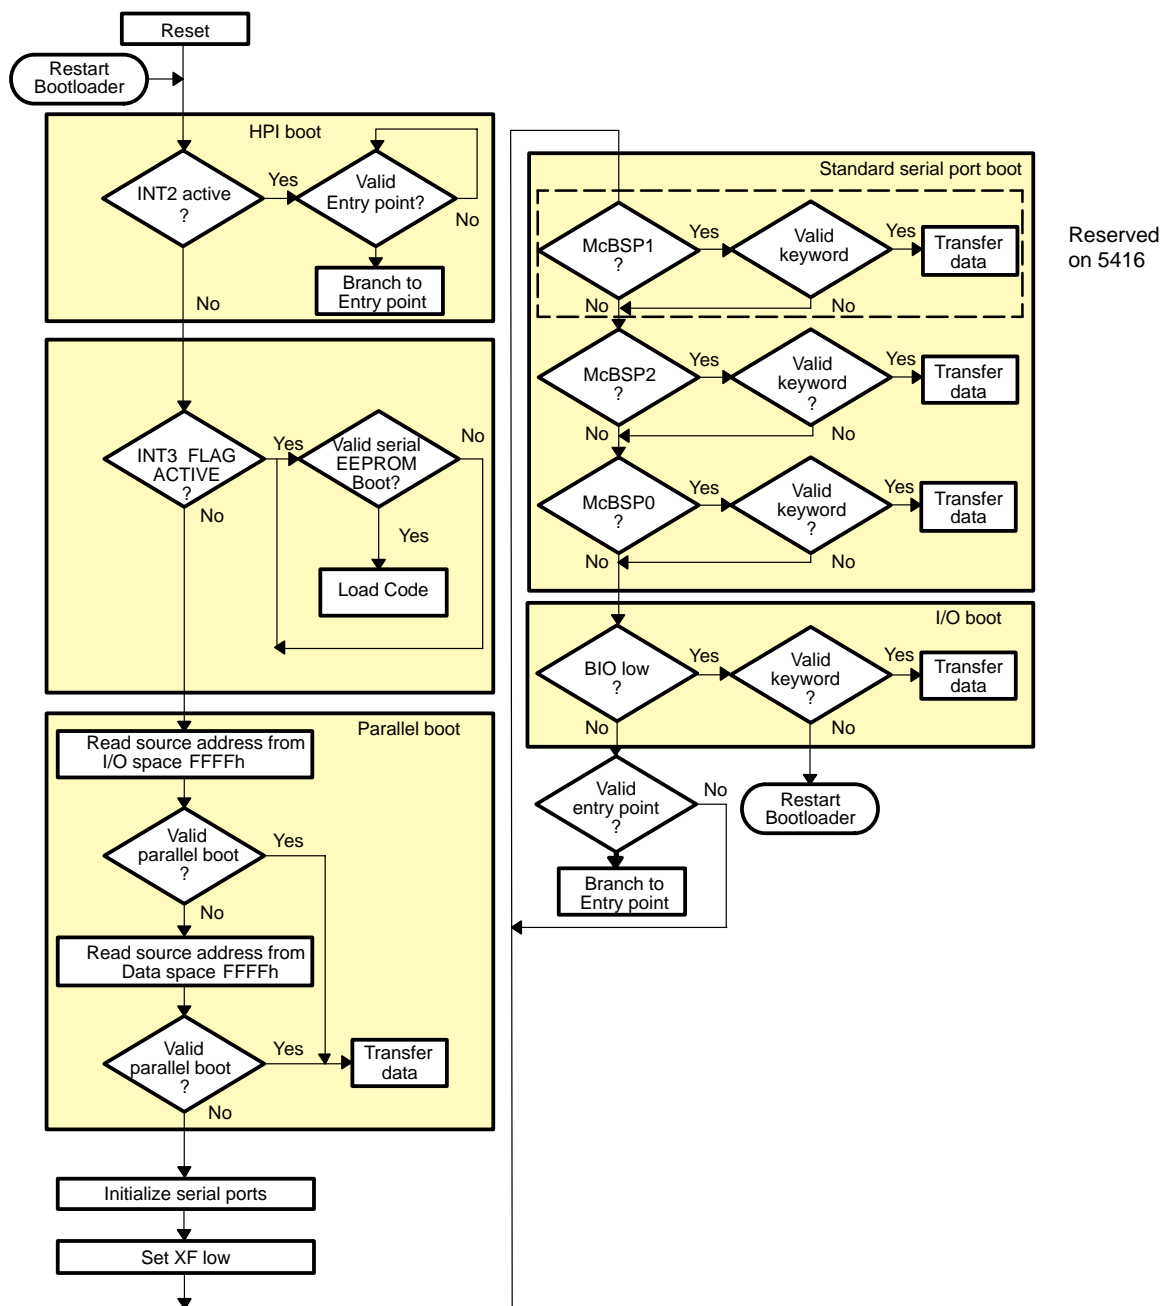 Reset
Restart
Bootloader
HPI boot
INT2 active
?
Yes
Valid
Entry point?
No
Branch to
Entry point
No
INT3 FLAG
ACTIVE
?
Yes
Valid serial
EEPROM
Boot?
No
No
Yes
Load Code
Parallel boot
Read source address from
I/O space FFFFh
Valid
parallel boot
?
Yes
No
Read source address from
Data space FFFFh
Valid
parallel boot
?
Yes
Transfer
data
No
Initialize serial ports
Set XF low
Standard serial port boot
McBSP1
?
Yes
Valid
keyword
Yes
Transfer
data
No
No
Reserved
on 5416
McBSP2
?
Yes
Valid
keyword
?
Yes
Transfer
data
No
No
McBSP0
?
Yes
Valid
keyword
?
Yes
Transfer
data
No
No
I/O boot
BIO low
?
Yes
Valid
keyword
?
Yes
Transfer
data
No
No
Valid
entry point
?
No
Restart
Bootloader
Branch to
Entry point